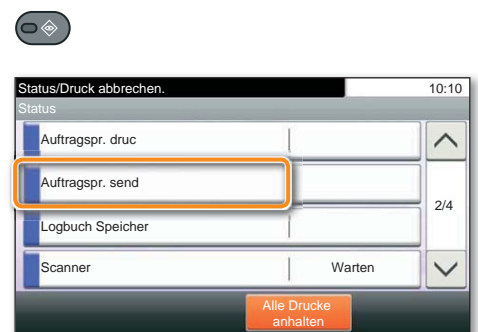 Status/Druck abbrechen. 10:10
Status
Auftragspr. druc
Auftragspr. send
2/4
Logbuch Speicher
Scanner Warten
Alle Drucke
anhalten